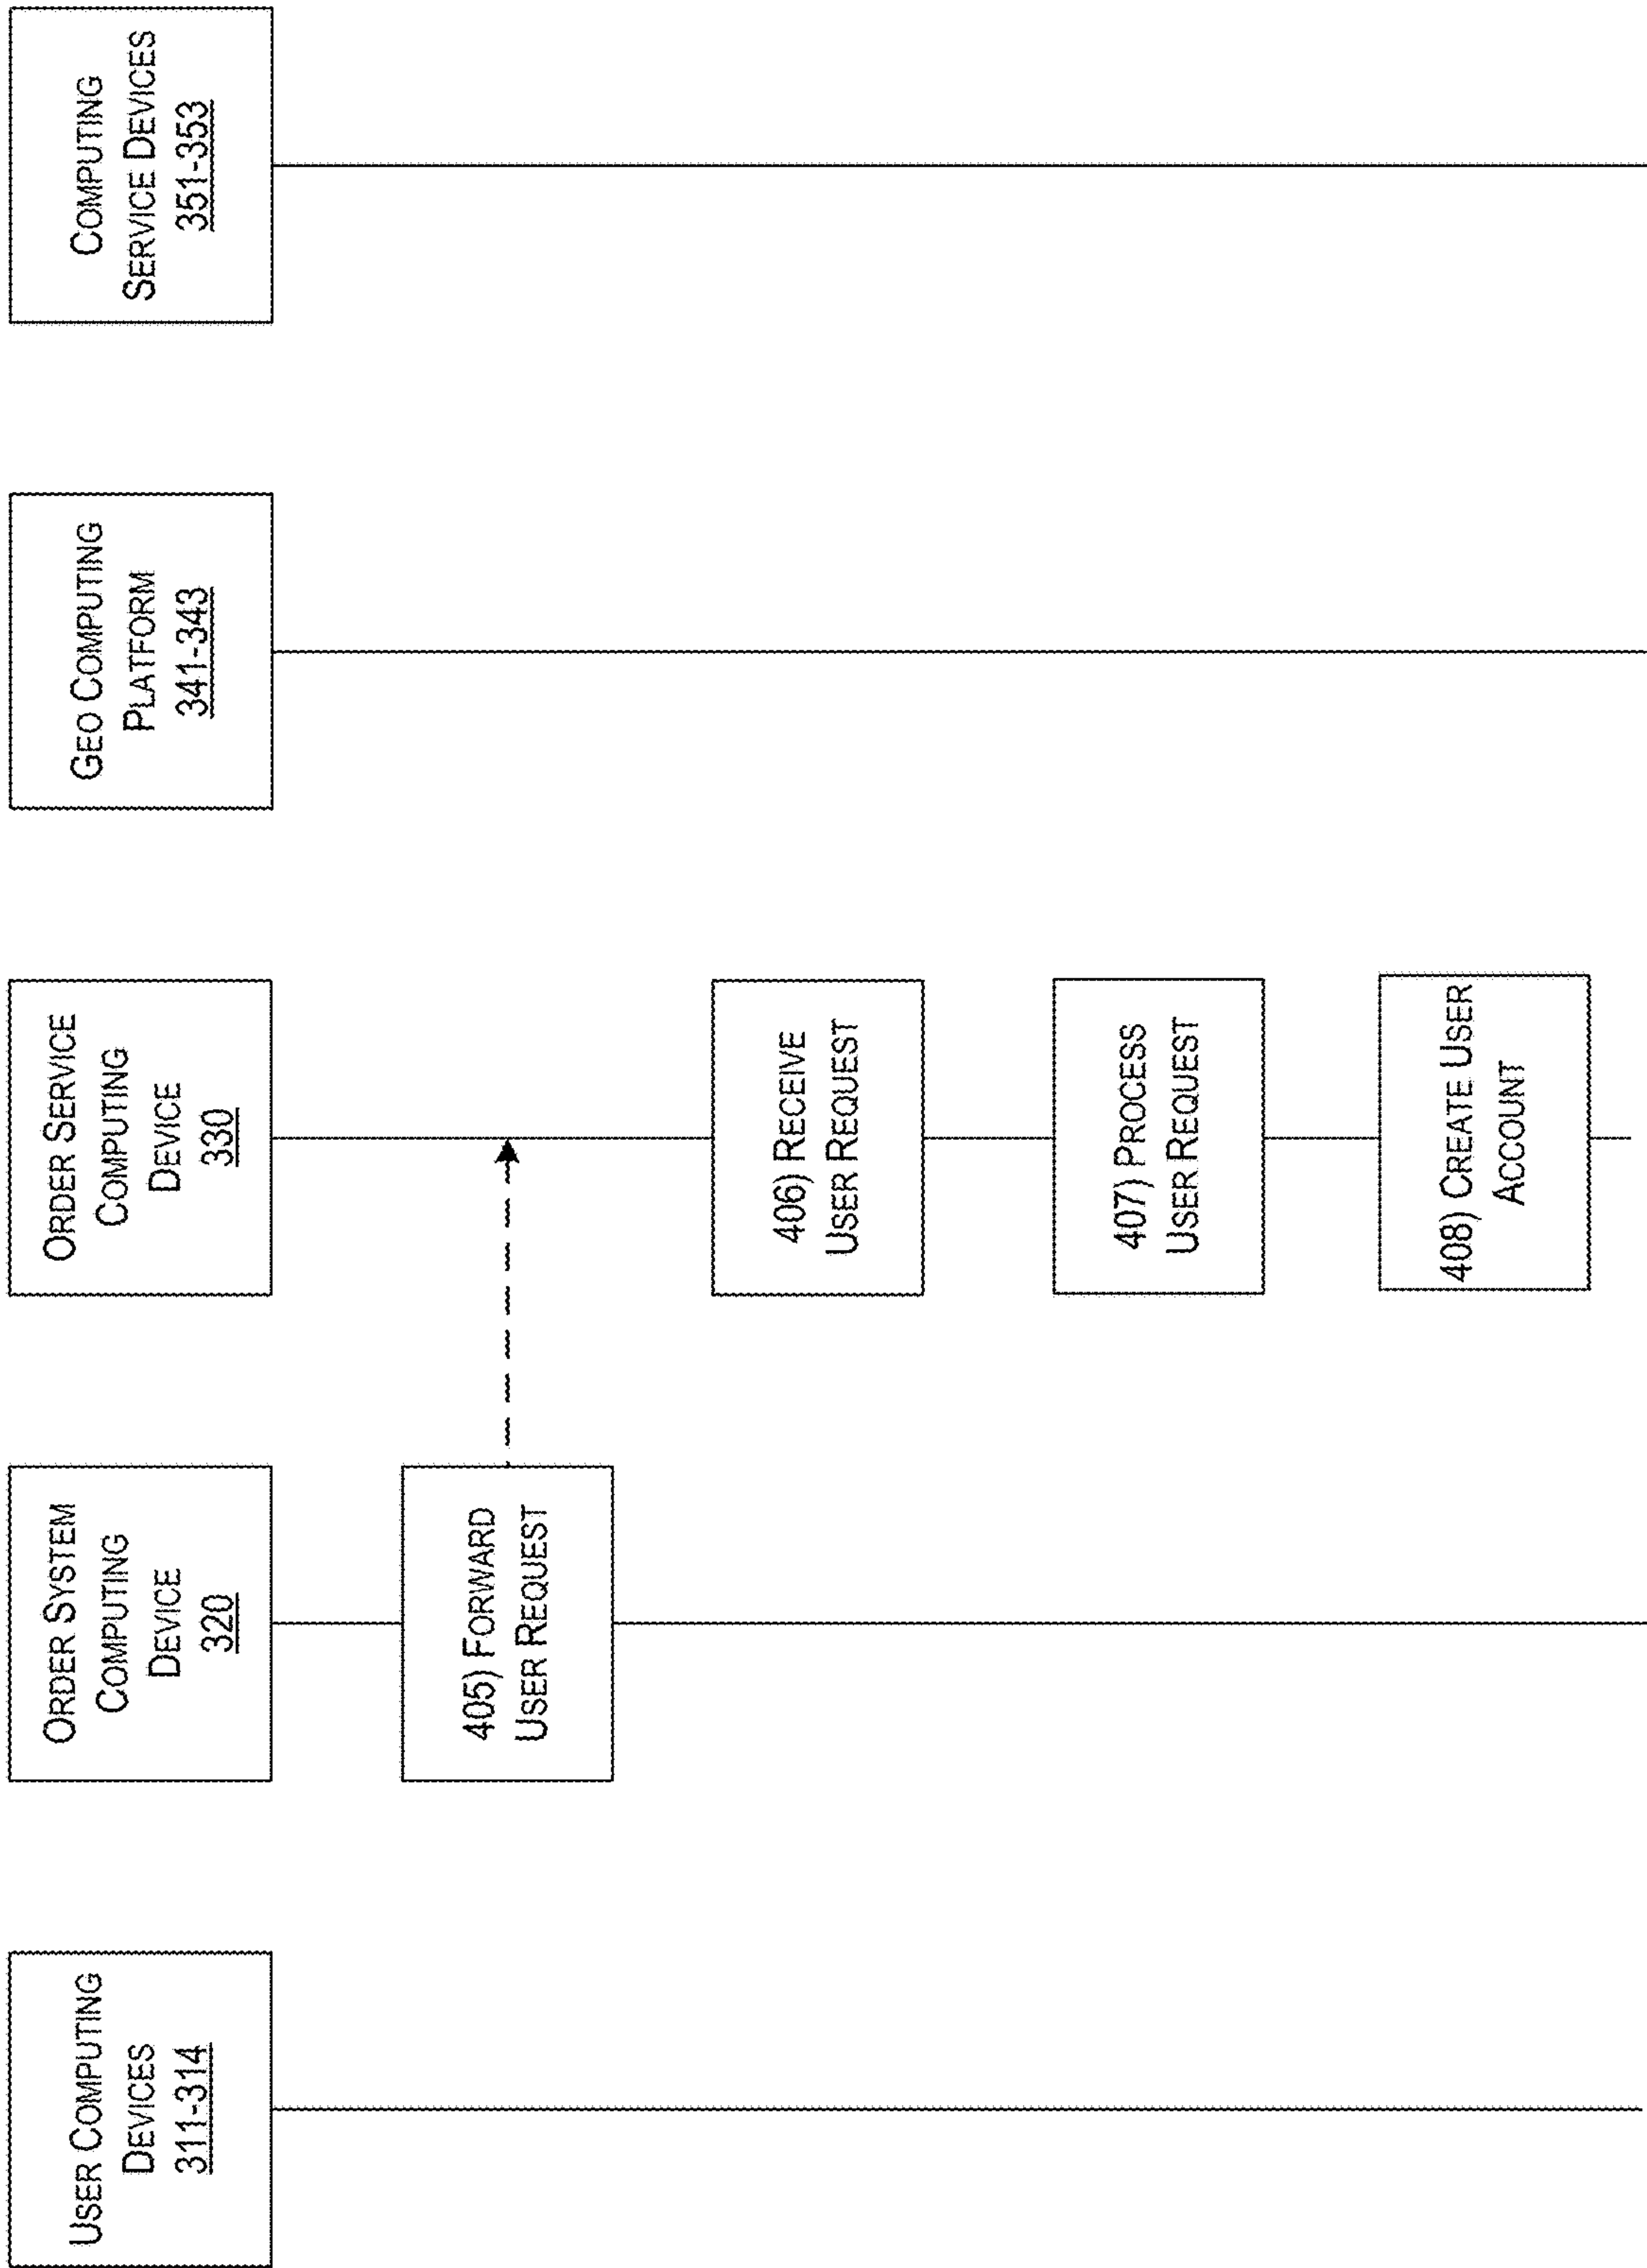 USER COMPUTING
DEVICES
311-314
ORDER SYSTEM
COMPUTING
DEVICE
320
ORDER SERVICE
COMPUTING
DEVICE
330
GEO COMPUTING
PLATFORM
341-343
COMPUTING
SERVICE DEVICES
351-353
405) FORWARD
USER REQUEST
406) RECEIVE
USER REQUEST
407) PROCESS
USER REQUEST
408) CREATE USER
ACCOUNT